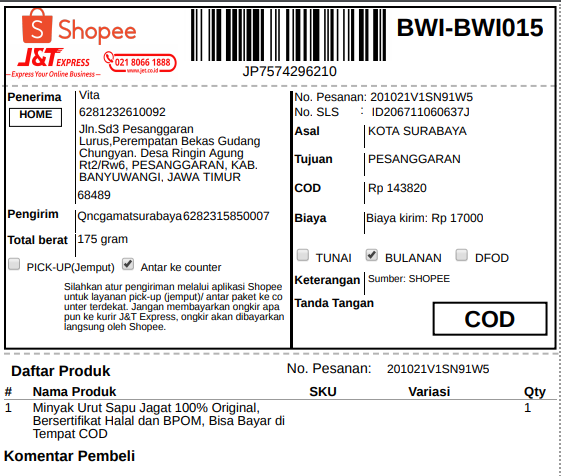 Shopee
J&T EXPRESS
Express Your Online Business
021 8066 1888
www.jet.co.id
JP7574296210
BWI-BWI015
Penerima Vita
HOME
6281232610092
Jln.Sd3 Pesanggaran
Lurus,Perempatan Bekas Gudang
Chungyan. Desa Ringin Agung
Rt2/Rw6, PESANGGARAN, KAB.
BANYUWANGI, JAWA TIMUR
68489
Pengirim Qncgamatsurabaya6282315850007
Total berat 175 gram
PICK-UP(Jemput) Antar ke counter
Silahkan atur pengiriman melalui aplikasi Shopee
untuk layanan pick-up (jemput)/ antar paket ke co
unter terdekat. Jangan membayarkan ongkir apa
pun ke kurir J&T Express, ongkir akan dibayarkan
langsung oleh Shopee.
No. Pesanan: 201021V1SN91W5
No. SLS : ID206711060637J
Asal KOTA SURABAYA
Tujuan PESANGGARAN
COD Rp 143820
Biaya Biaya kirim: Rp 17000
TUNAI BULANAN DFOD
Keterangan Sumber: SHOPEE
Tanda Tangan
COD
Daftar Produk No. Pesanan: 201021V1SN91W5
# Nama Produk SKU Variasi Qty
1 Minyak Urut Sapu Jagat 100% Original, 1
Bersertifikat Halal dan BPOM, Bisa Bayar di
Tempat COD
Komentar Pembeli